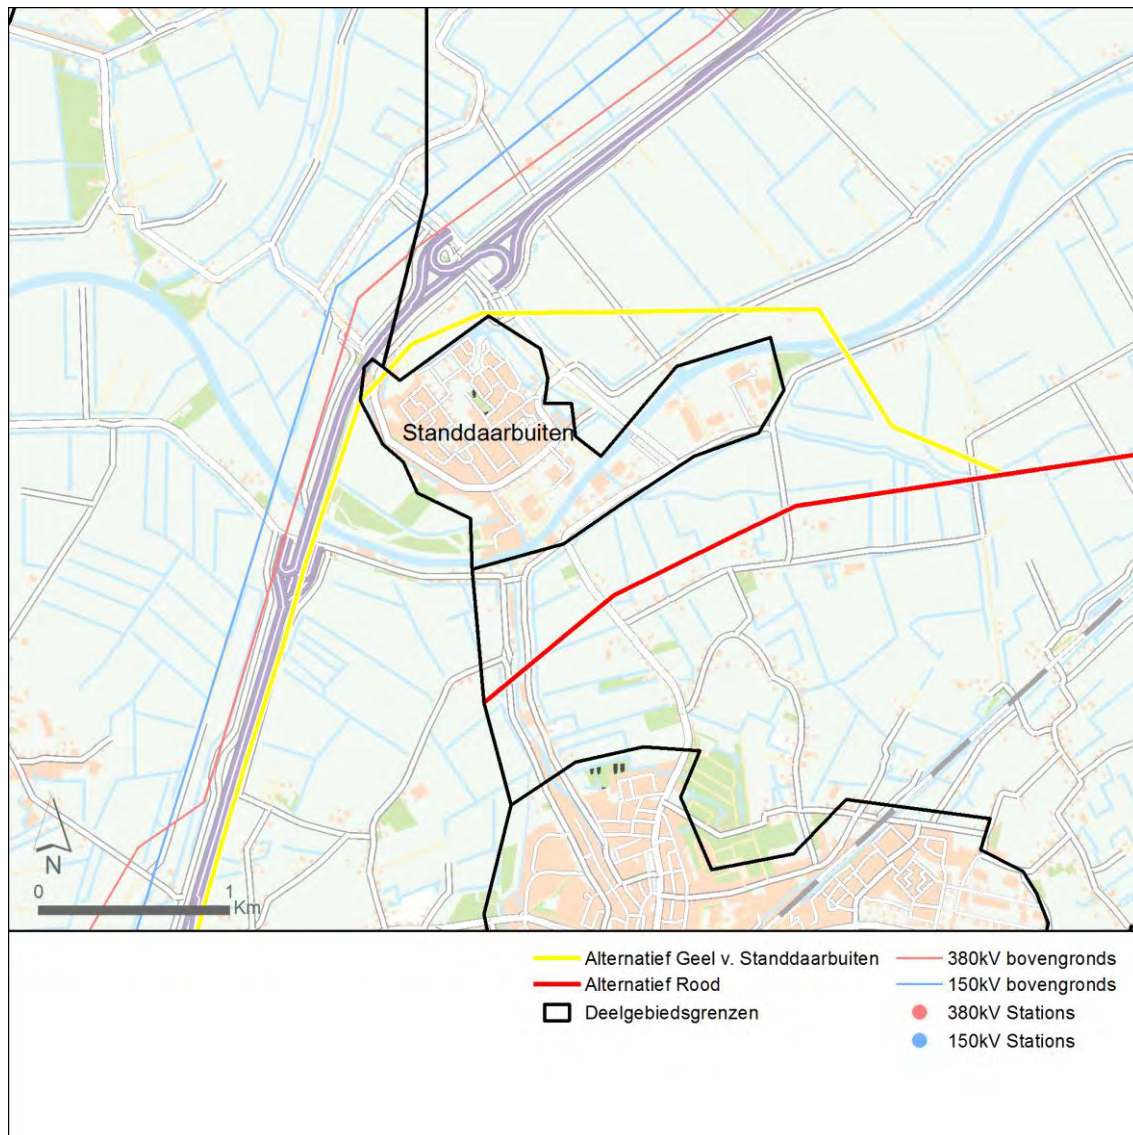 Standdaarbuiten
N
0 1
Km
Alternatief Geel v. Standdaarbuiten
Alternatief Rood
Deelgebiedsgrenzen
380kV bovengronds
150kV bovengronds
380kV Stations
150kV Stations